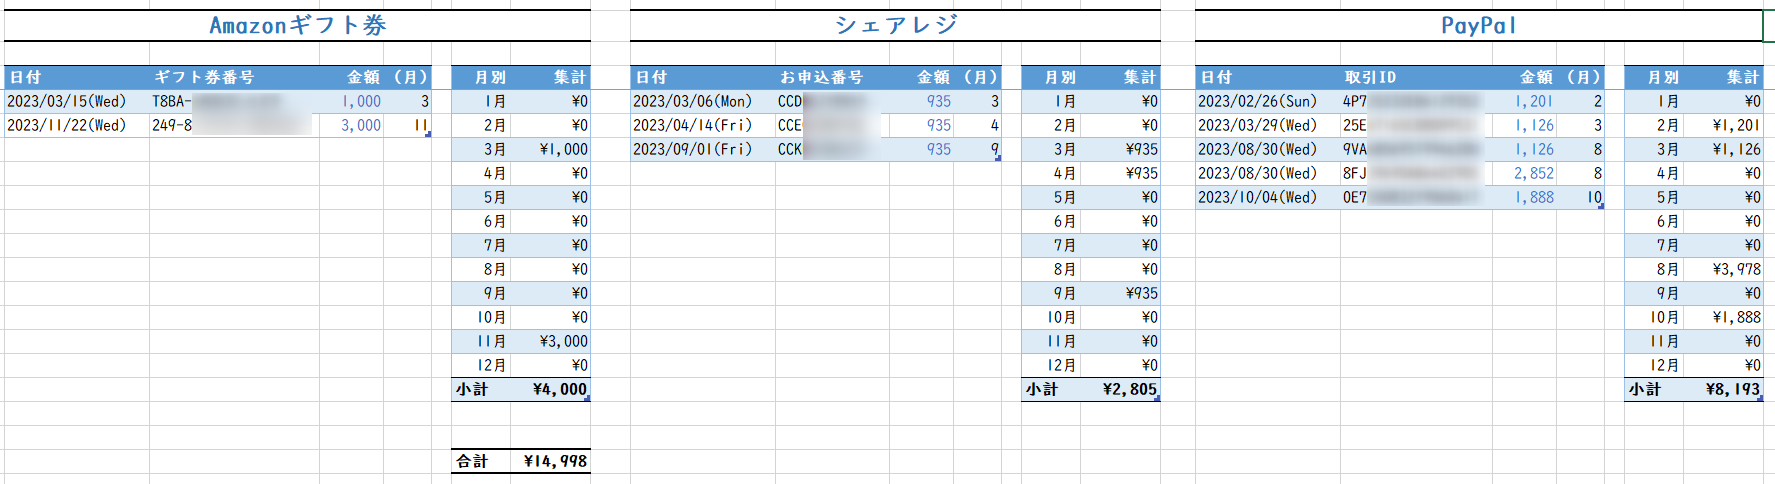 Amazonギフト券 シェアレジ PayPal
日付 ギフト券番号 金額 (月) 月別 集計 日付 お申込番号 金額 (月) 月別 集計 日付 取引ID 金額 (月) 月別 集計
2023/03/15(Wed) T8BA- 1,000 3 1月 ¥0 2023/03/06(Mon) CCD 935 3 1月 ¥0 2023/02/26(Sun) 4P7 1,201 2 1月 ¥0
2023/11/22(Wed) 249-8 3,000 11 2月 ¥0 2023/04/14(Fri) CCE 935 4 2月 ¥0 2023/03/29(Wed) 25E 1,126 3 2月 ¥1,201
3月 ¥1,000 2023/09/01(Fri) CCK 935 9 3月 ¥935 2023/08/30(Wed) 9VA 1,126 8 3月 ¥1,126
4月 ¥0 4月 ¥935 2023/08/30(Wed) 8FJ 2,852 8 4月 ¥0
5月 ¥0 5月 ¥0 2023/10/04(Wed) 0E7 1,888 10 5月 ¥0
6月 ¥0 6月 ¥0 6月 ¥0
7月 ¥0 7月 ¥0 7月 ¥0
8月 ¥0 8月 ¥0 8月 ¥3,978
9月 ¥0 9月 ¥935 9月 ¥0
10月 ¥0 10月 ¥0 10月 ¥1,888
11月 ¥3,000 11月 ¥0 11月 ¥0
12月 ¥0 12月 ¥0 12月 ¥0
小計 ¥4,000 小計 ¥2,805 小計 ¥8,193
合計 ¥14,998